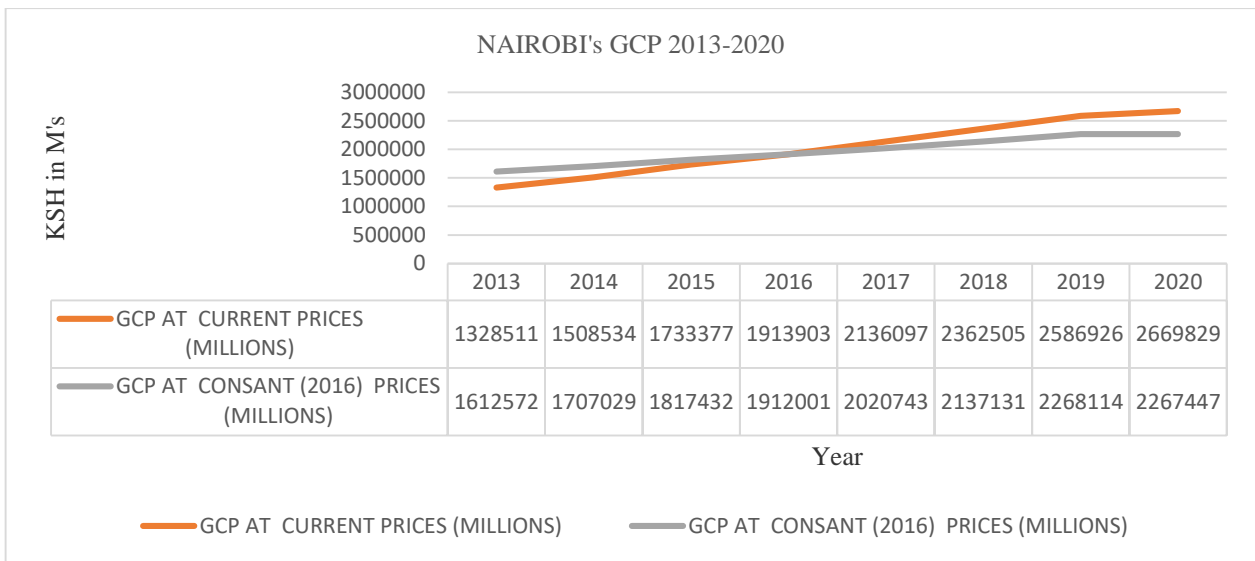 NAIROBI's GCP 2013-2020
KSH in M's
3000000
2500000
2000000
1500000
1000000
500000
0
2013 2014 2015 2016 2017 2018 2019 2020
GCP AT CURRENT PRICES
(MILLIONS)
1328511 1508534 1733377 1913903 2136097 2362505 2586926 2669829
GCP AT CONSANT (2016) PRICES
(MILLIONS)
1612572 1707029 1817432 1912001 2020743 2137131 2268114 2267447
Year
GCP AT CURRENT PRICES (MILLIONS) GCP AT CONSANT (2016) PRICES (MILLIONS)